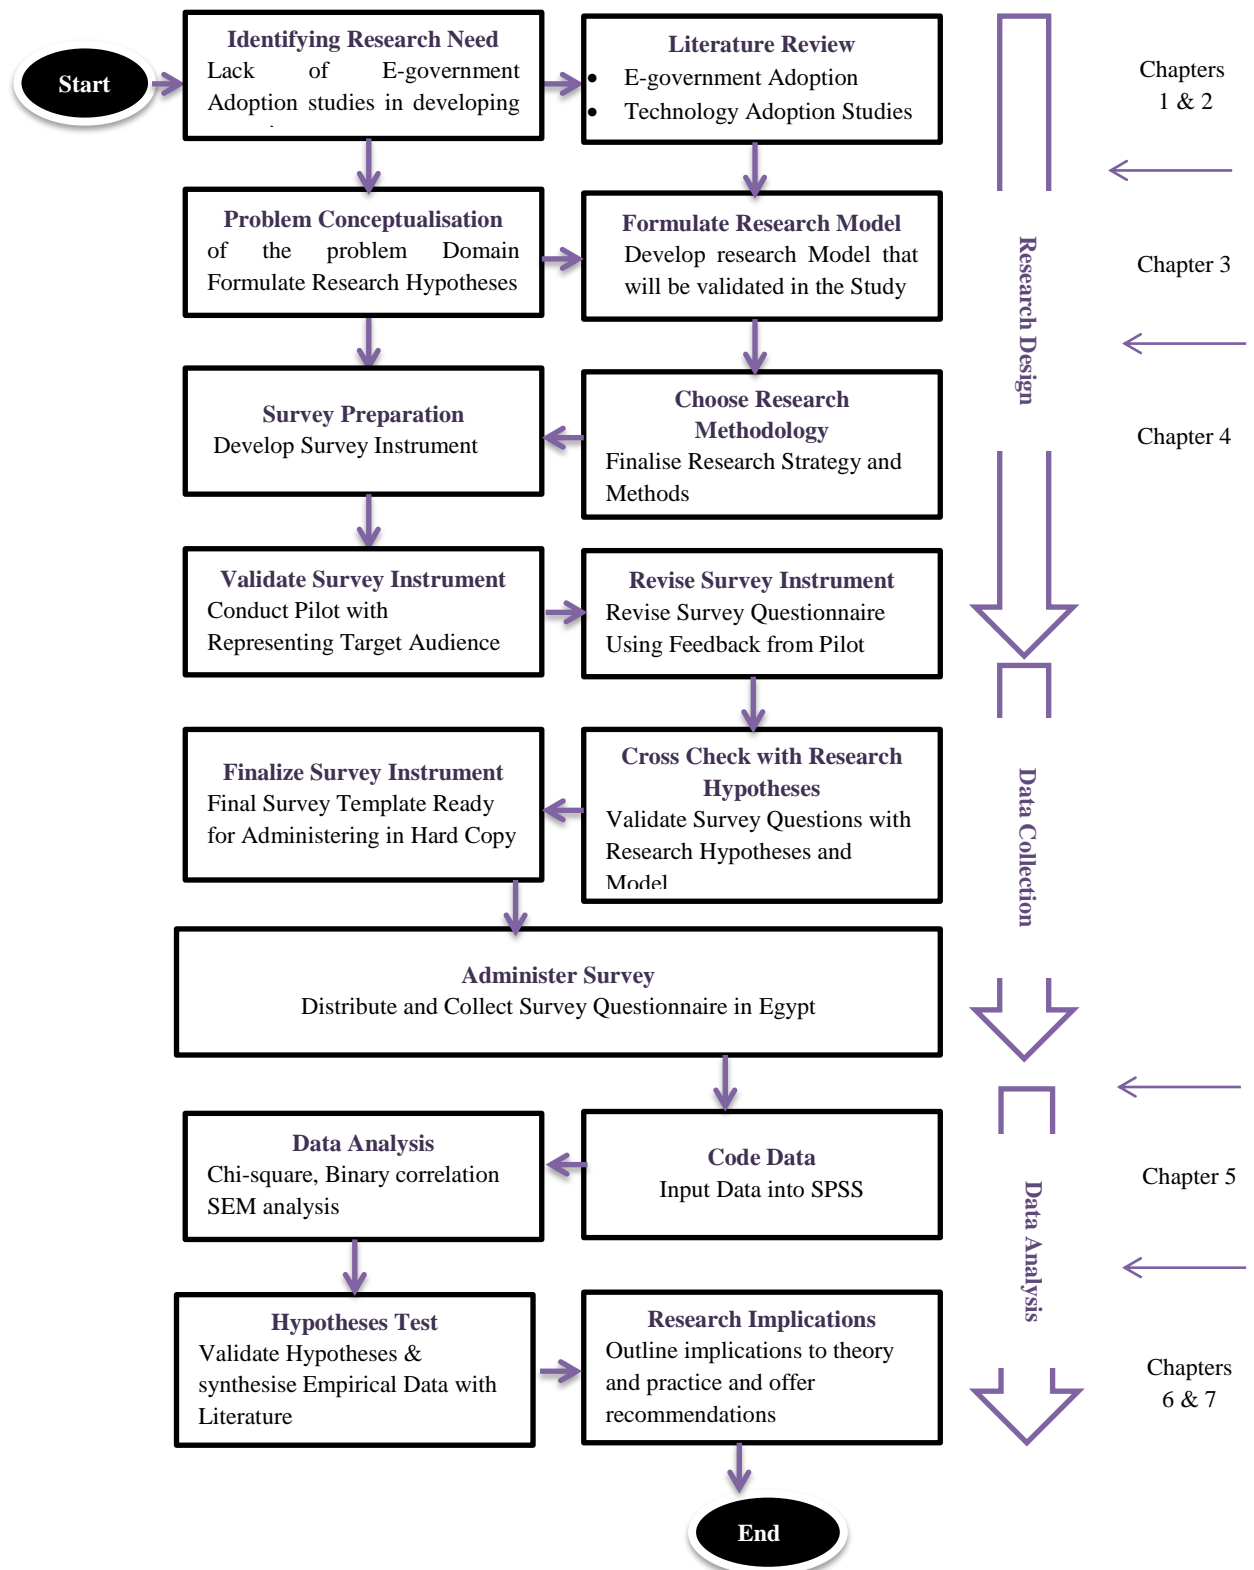 Start
Identifying Research Need
Lack of E-government
Adoption studies in developing
Literature Review
• E-government Adoption
• Technology Adoption Studies
Chapters
1 & 2
Problem Conceptualisation
of the problem Domain
Formulate Research Hypotheses
Formulate Research Model
Develop research Model that
will be validated in the Study
Research Design
Chapter 3
Survey Preparation
Develop Survey Instrument
Choose Research
Methodology
Finalise Research Strategy and
Methods
Chapter 4
Validate Survey Instrument
Conduct Pilot with
Representing Target Audience
Revise Survey Instrument
Revise Survey Questionnaire
Using Feedback from Pilot
Finalize Survey Instrument
Final Survey Template Ready
for Administering in Hard Copy
Cross Check with Research
Hypotheses
Validate Survey Questions with
Research Hypotheses and
Model
Data Collection
Administer Survey
Distribute and Collect Survey Questionnaire in Egypt
Data Analysis
Chi-square, Binary correlation
SEM analysis
Code Data
Input Data into SPSS
Data Analysis
Chapter 5
Hypotheses Test
Validate Hypotheses &
synthesise Empirical Data with
Literature
Research Implications
Outline implications to theory
and practice and offer
recommendations
Chapters
6 & 7
End